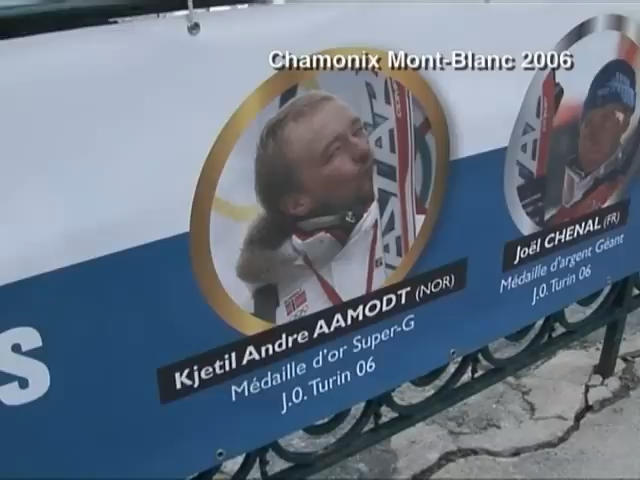 Chamonix Mont-Blanc 2006
Kjetil Andre AAMODT (NOR)
Médaille d'or Super-G
J.O. Turin 06
Joël CHENAL (FR)
Médaille d'argent Géant
J.O. Turin 06
S